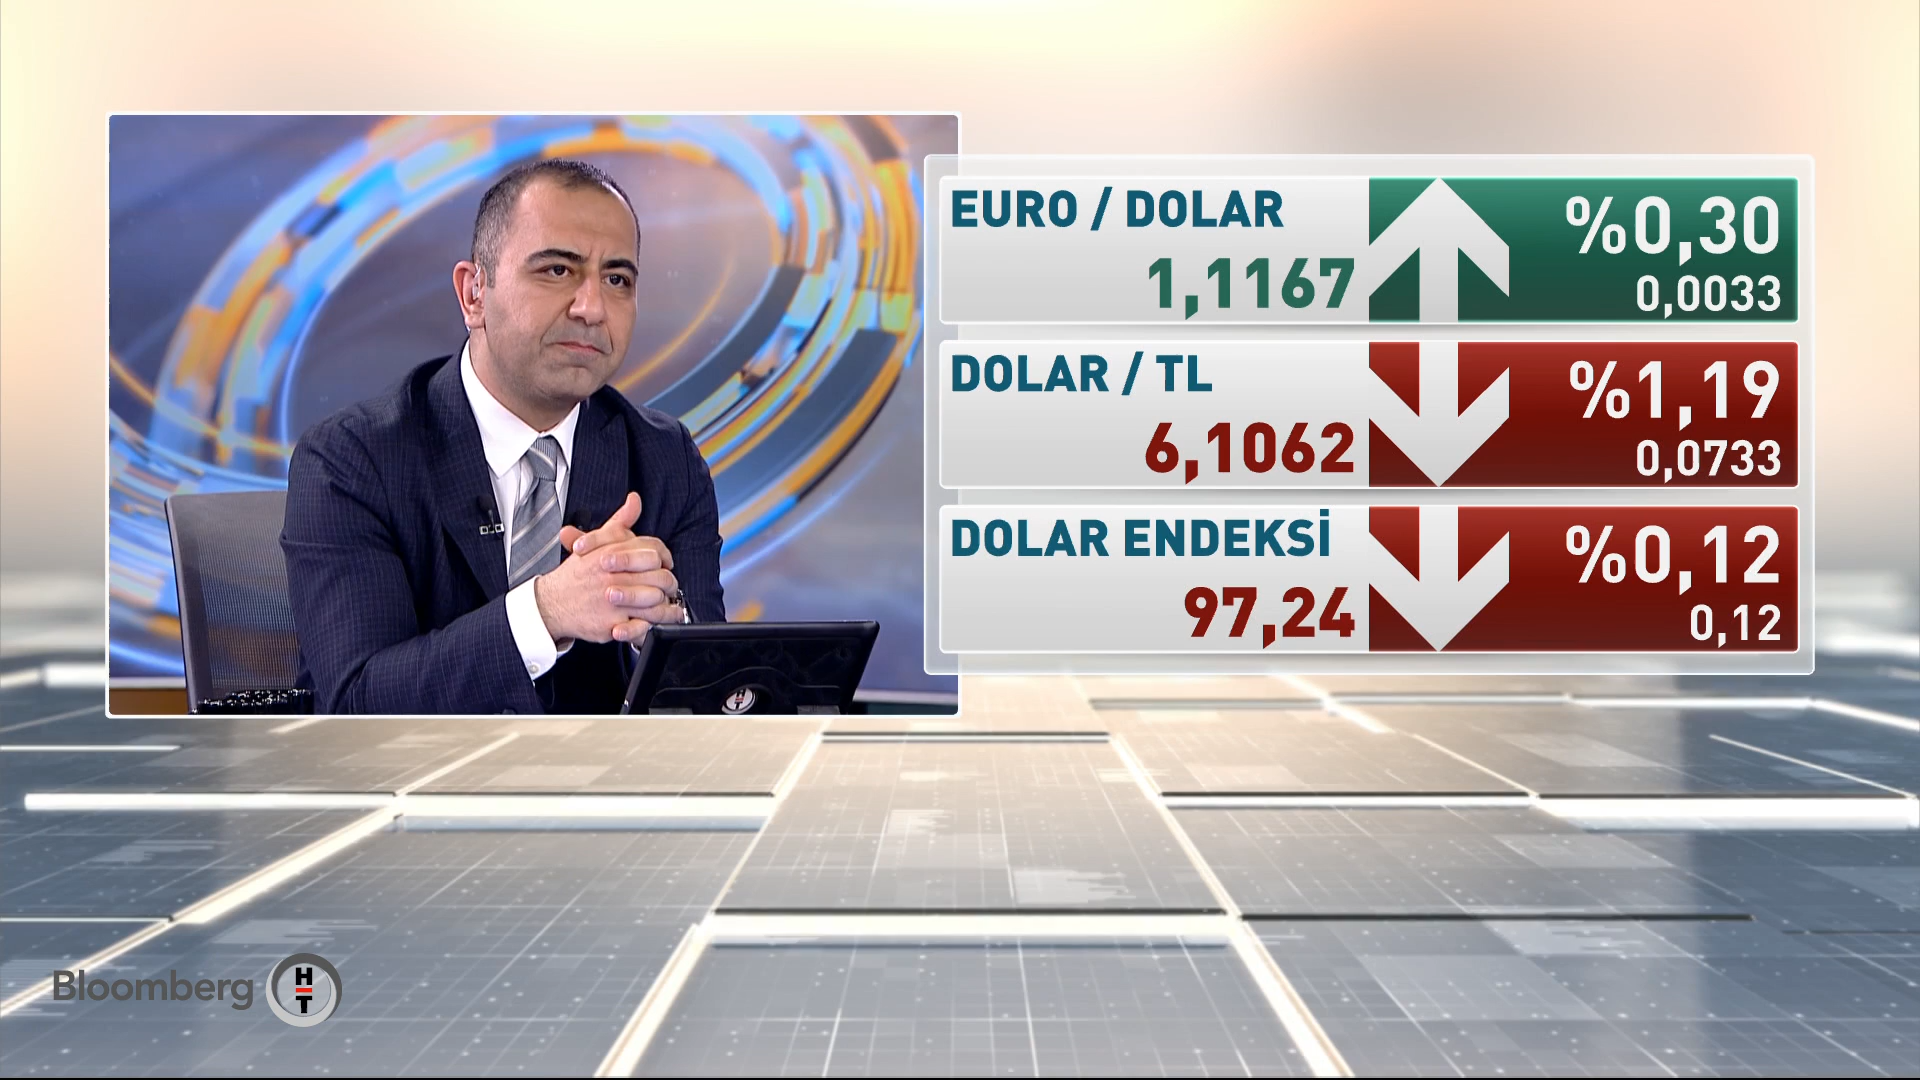 EURO / DOLAR
1,1167
%0,30
0,0033
DOLAR / TL
6,1062
%1,19
0,0733
DOLAR ENDEKSİ
97,24
%0,12
0,12
HT
Bloomberg HT